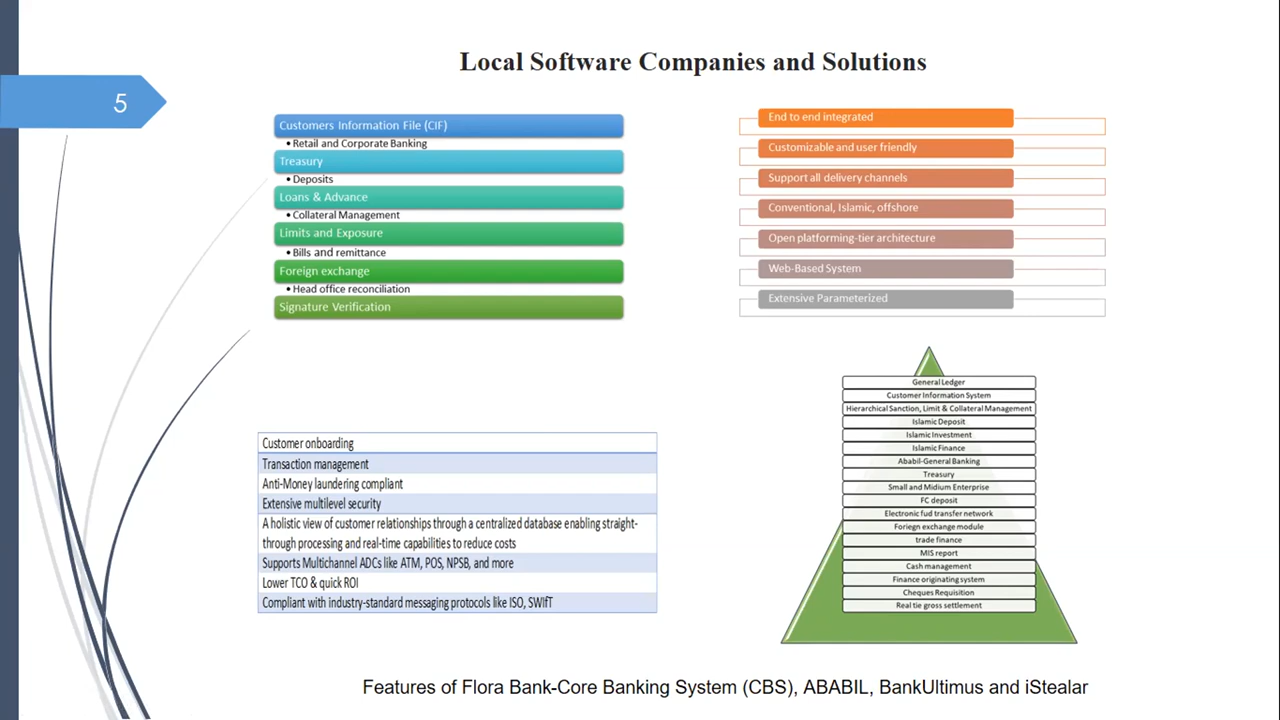 Local Software Companies and Solutions
5
Customers Information File (CIF)
• Retail and Corporate Banking
Treasury
• Deposits
Loans & Advance
• Collateral Management
Limits and Exposure
• Bills and remittance
Foreign exchange
• Head office reconciliation
Signature Verification
End to end integrated
Customizable and user friendly
Support all delivery channels
Conventional, Islamic, offshore
Open platforming-tier architecture
Web-Based System
Extensive Parameterized
Customer onboarding
Transaction management
Anti-Money laundering compliant
Extensive multilevel security
A holistic view of customer relationships through a centralized database enabling straight-
through processing and real-time capabilities to reduce costs
Supports Multichannel ADCs like ATM, POS, NPSB, and more
Lower TCO & quick ROI
Compliant with industry-standard messaging protocols like ISO, SWIfT
General Ledger
Customer Information System
Hierarchical Sanction, Limit & Collateral Management
Islamic Deposit
Islamic Investment
Islamic Finance
Ababil-General Banking
Treasury
Small and Midium Enterprise
FC deposit
Electronic fud transfer network
Foriegn exchange module
trade finance
MIS report
Cash management
Finance originating system
Cheques Requisition
Real tie gross settlement
Features of Flora Bank-Core Banking System (CBS), ABABIL, BankUltimus and iStealar